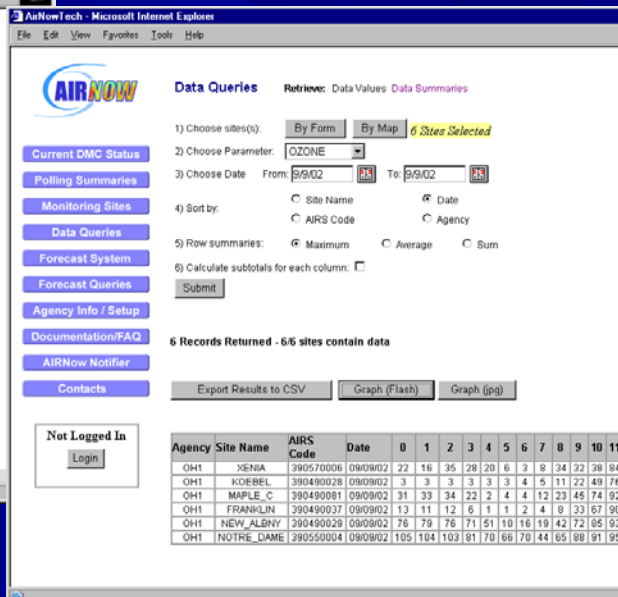 AirNowTech - Microsoft Internet Explorer
File Edit View Favorites Tools Help
AIRNOW
Data Queries Retrieve: Data Values Data Summaries
1) Choose sites(s): By Form By Map 6 Sites Selected
2) Choose Parameter: OZONE
3) Choose Date From: 9/9/02 To: 9/9/02
4) Sort by: Site Name Date
AIRS Code Agency
5) Row summaries: Maximum Average Sum
6) Calculate subtotals for each column:
Submit
Current DMC Status
Polling Summaries
Monitoring Sites
Data Queries
Forecast System
Forecast Queries
Agency Info / Setup
Documentation/FAQ
AIRNow Notifier
Contacts
Not Logged In
Login
6 Records Returned - 6/6 sites contain data
Export Results to CSV Graph (Flash) Graph (jpg)
Agency Site Name AIRS Code Date 0 1 2 3 4 5 6 7 8 9 10 11
OH1 XENIA 390570006 09/09/02 22 16 35 28 20 6 3 8 34 32 38 84
OH1 KOEBEL 390490028 09/09/02 3 3 3 3 3 3 4 5 11 22 49 76
OH1 MAPLE_C 390490081 09/09/02 31 33 34 22 2 4 4 12 23 45 74 92
OH1 FRANKLIN 390490037 09/09/02 13 11 12 6 1 1 2 4 8 33 67 90
OH1 NEW_ALBNY 390490029 09/09/02 76 79 76 71 51 10 16 19 42 72 85 93
OH1 NOTRE_DAME 390550004 09/09/02 105 104 103 81 70 66 70 44 65 88 91 95